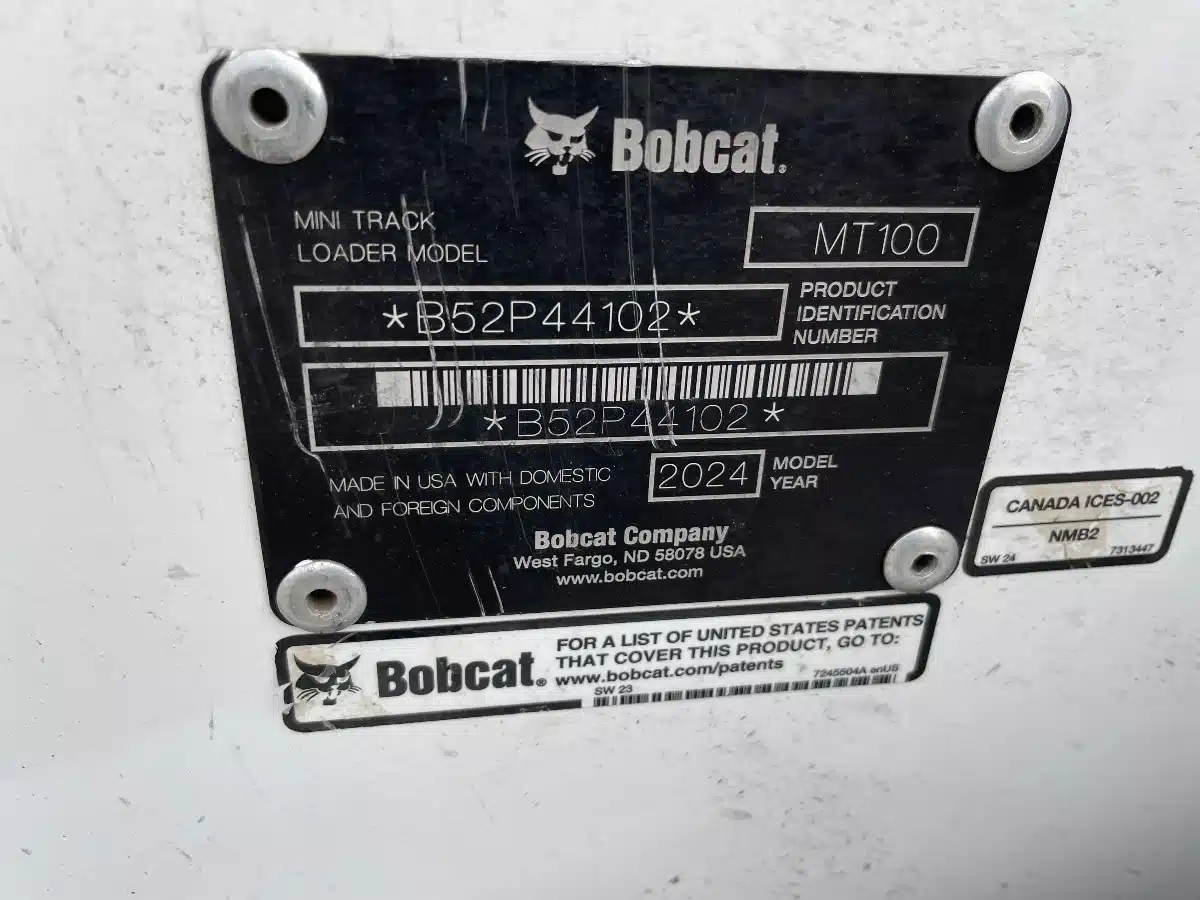 Bobcat.
MINI TRACK
LOADER MODEL
MT100
*B52P44102*
PRODUCT
IDENTIFICATION
NUMBER
*B52P44102*
MADE IN USA WITH DOMESTIC
AND FOREIGN COMPONENTS
2024
MODEL
YEAR
Bobcat Company
West Fargo, ND 58078 USA
www.bobcat.com
CANADA ICES-002
NMB2
SW 24
7313447
Bobcat.
FOR A LIST OF UNITED STATES PATENTS
THAT COVER THIS PRODUCT, GO TO:
www.bobcat.com/patents
7245504A enUS
SW 23